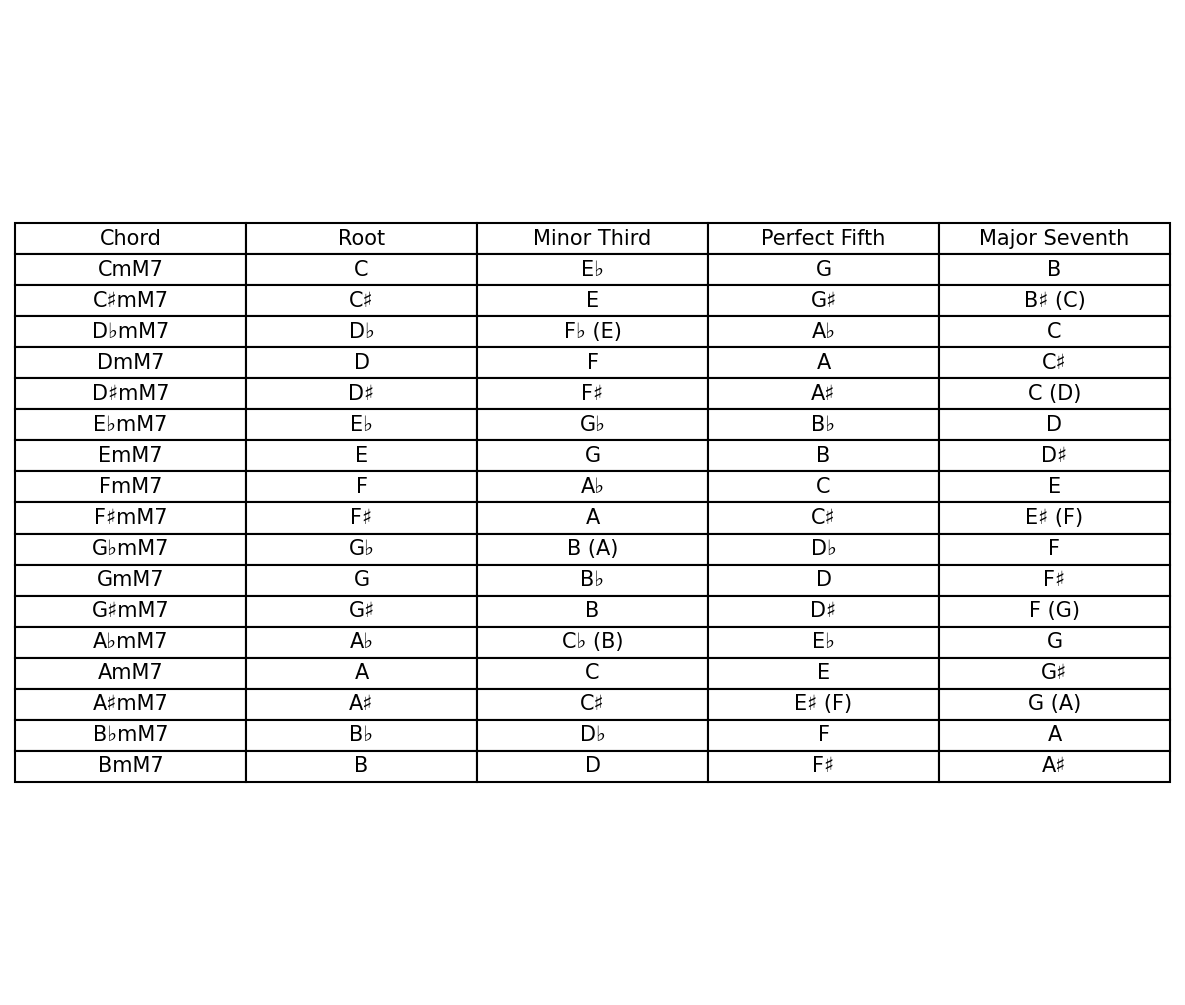 Chord Root Minor Third Perfect Fifth Major Seventh
CmM7 C E♭ G B
C♯mM7 C♯ E G♯ B♯ (C)
D♭mM7 D♭ F♭ (E) A♭ C
DmM7 D F A C♯
D♯mM7 D♯ F♯ A♯ C (D)
E♭mM7 E♭ G♭ B♭ D
EmM7 E G B D♯
FmM7 F A♭ C E
F♯mM7 F♯ A C♯ E♯ (F)
G♭mM7 G♭ B (A) D♭ F
GmM7 G B♭ D F♯
G♯mM7 G♯ B D♯ F (G)
A♭mM7 A♭ C♭ (B) E♭ G
AmM7 A C E G♯
A♯mM7 A♯ C♯ E♯ (F) G (A)
B♭mM7 B♭ D♭ F A
BmM7 B D F♯ A♯